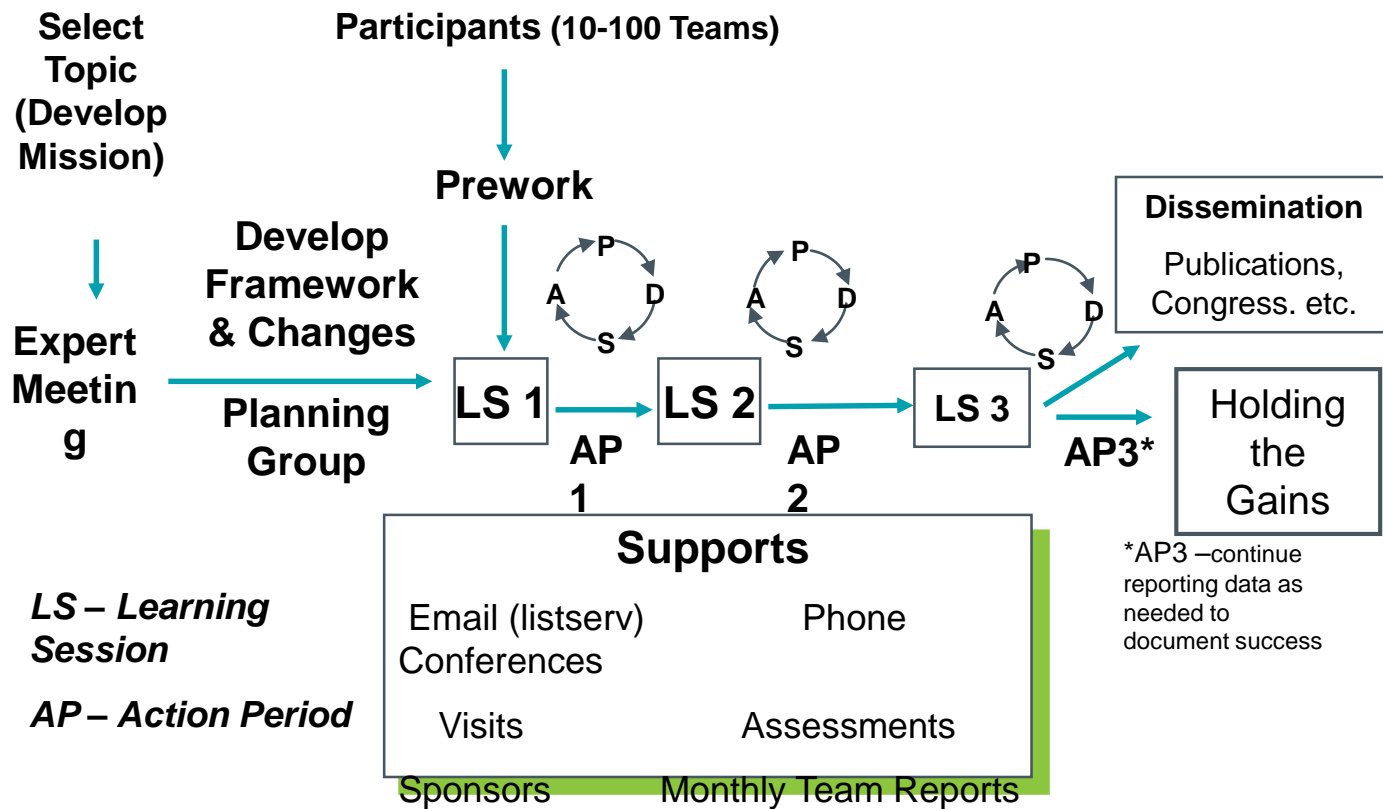 Select
Topic
(Develop
Mission)
Participants (10-100 Teams)
Prework
Develop
Framework
& Changes
Expert
Meetin
g
Planning
Group
P
A
D
S
P
A
D
S
P
A
D
S
LS 1
LS 2
LS 3
AP
1
AP
2
AP3*
Dissemination
Publications,
Congress. etc.
Holding
the
Gains
*AP3 –continue
reporting data as
needed to
document success
Supports
Email (listserv) Phone
Conferences
Visits Assessments
Sponsors Monthly Team Reports
LS – Learning
Session
AP – Action Period